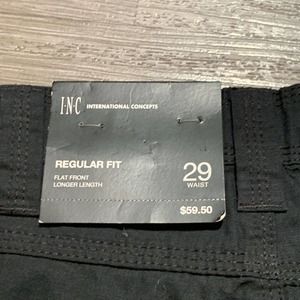 I·N·C INTERNATIONAL CONCEPTS
REGULAR FIT
FLAT FRONT
LONGER LENGTH
29
WAIST
$59.50